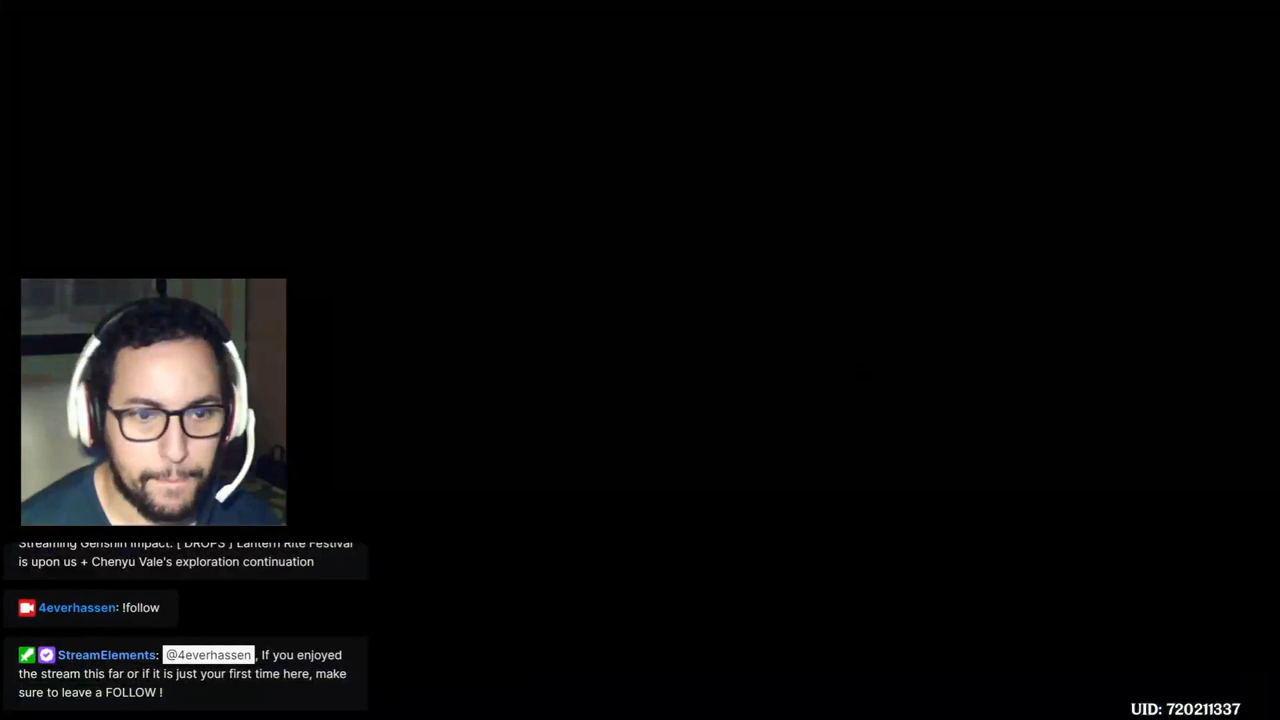 Streaming Genshin Impact: [ DROPS ] Lantern Rite Festival
is upon us + Chenyu Vale's exploration continuation
4everhassen: !follow
StreamElements: @4everhassen, If you enjoyed
the stream this far or if it is just your first time here, make
sure to leave a FOLLOW !
UID: 720211337